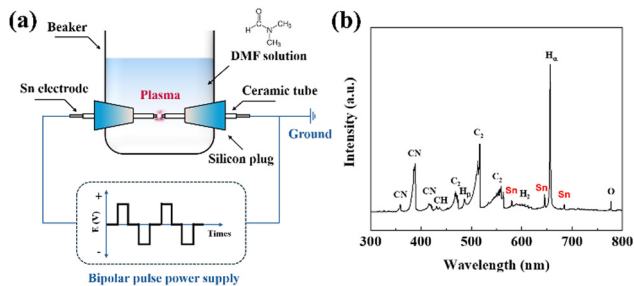 (a)
Beaker
O
H
N
CH₃
CH₃
DMF solution
Sn electrode
Plasma
Ceramic tube
Ground
Silicon plug
+
E (V)
-
Times
Bipolar pulse power supply
(b)
Intensity (a.u.)
CN
CN
CN
CH
C₂
Hβ
C₂
C₂
Sn
H₂
Sn
Hα
Sn
O
300 400 500 600 700 800
Wavelength (nm)